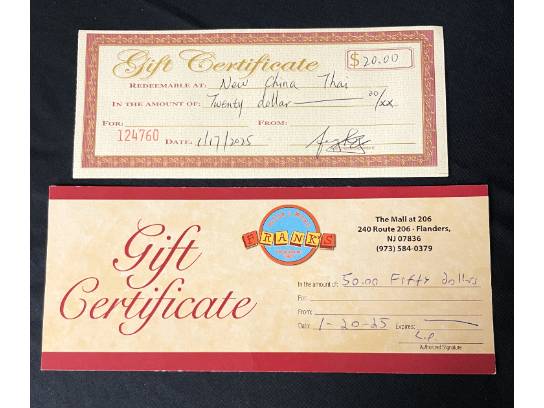 Gift Certificate
$20.00
REDEEMABLE AT: New China Thai
IN THE AMOUNT OF: Twenty dollar 00/xx
FOR: FROM:
124760 DATE: 1/17/2025
Gift
Certificate
FRANK'S
The Mall at 206
240 Route 206 · Flanders,
NJ 07836
(973) 584-0379
In the amount of: 50.00 Fifty dollars
For:
From:
Date: 1-20-25 Expires:
L.P.
Authorized Signature